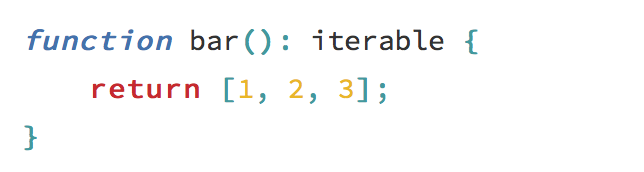 function bar(): iterable {
    return [1, 2, 3];
}